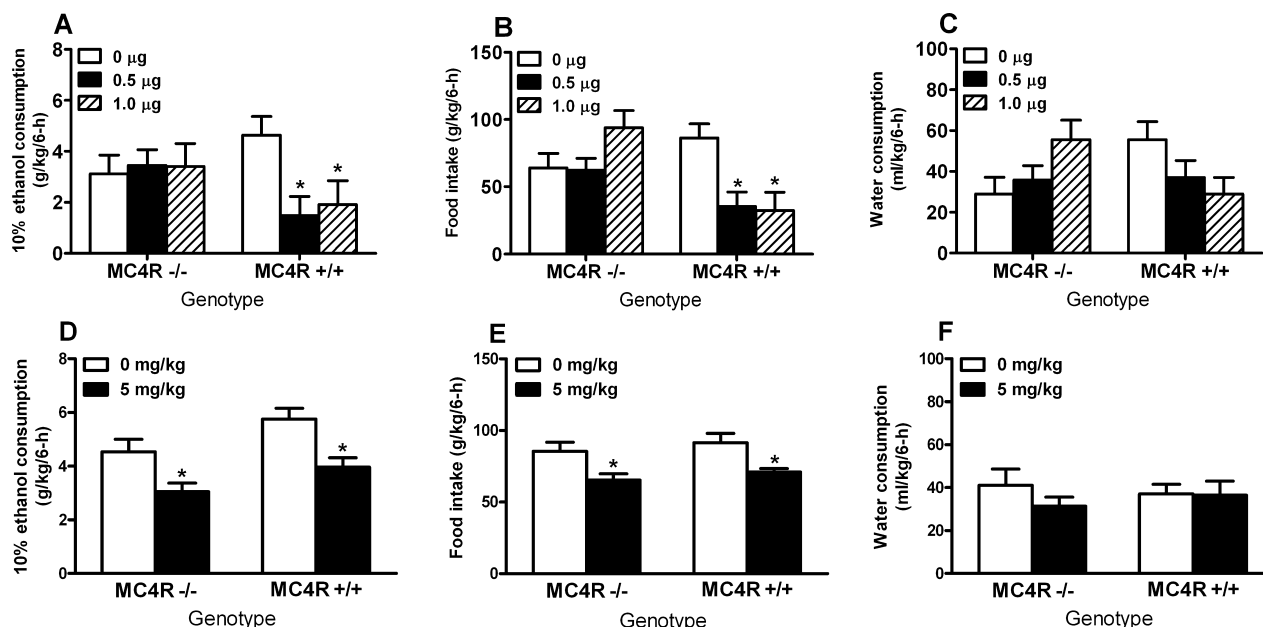 A
10% ethanol consumption
(g/kg/6-h)
8
6
4
2
0
0 μg
0.5 μg
1.0 μg
*
*
MC4R -/-
MC4R +/+
Genotype
B
Food intake (g/kg/6-h)
150
100
50
0
0 μg
0.5 μg
1.0 μg
*
*
MC4R -/-
MC4R +/+
Genotype
C
Water consumption
(ml/kg/6-h)
100
80
60
40
20
0
0 μg
0.5 μg
1.0 μg
MC4R -/-
MC4R +/+
Genotype
D
10% ethanol consumption
(g/kg/6-h)
8
6
4
2
0
0 mg/kg
5 mg/kg
*
*
MC4R -/-
MC4R +/+
Genotype
E
Food intake (g/kg/6-h)
150
100
50
0
0 mg/kg
5 mg/kg
*
*
MC4R -/-
MC4R +/+
Genotype
F
Water consumption
(ml/kg/6-h)
100
80
60
40
20
0
0 mg/kg
5 mg/kg
MC4R -/-
MC4R +/+
Genotype